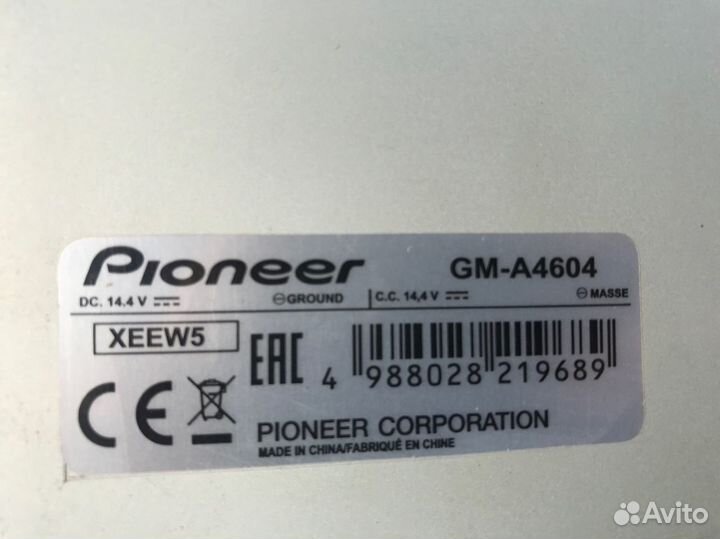 Pioneer GM-A4604
DC. 14.4 V ⎓ ⊖GROUND C.C. 14,4 V ⎓ ⊖ MASSE
XEEW5
EAC
4 988028 219689
CE
PIONEER CORPORATION
MADE IN CHINA/FABRIQUÉ EN CHINE
Avito